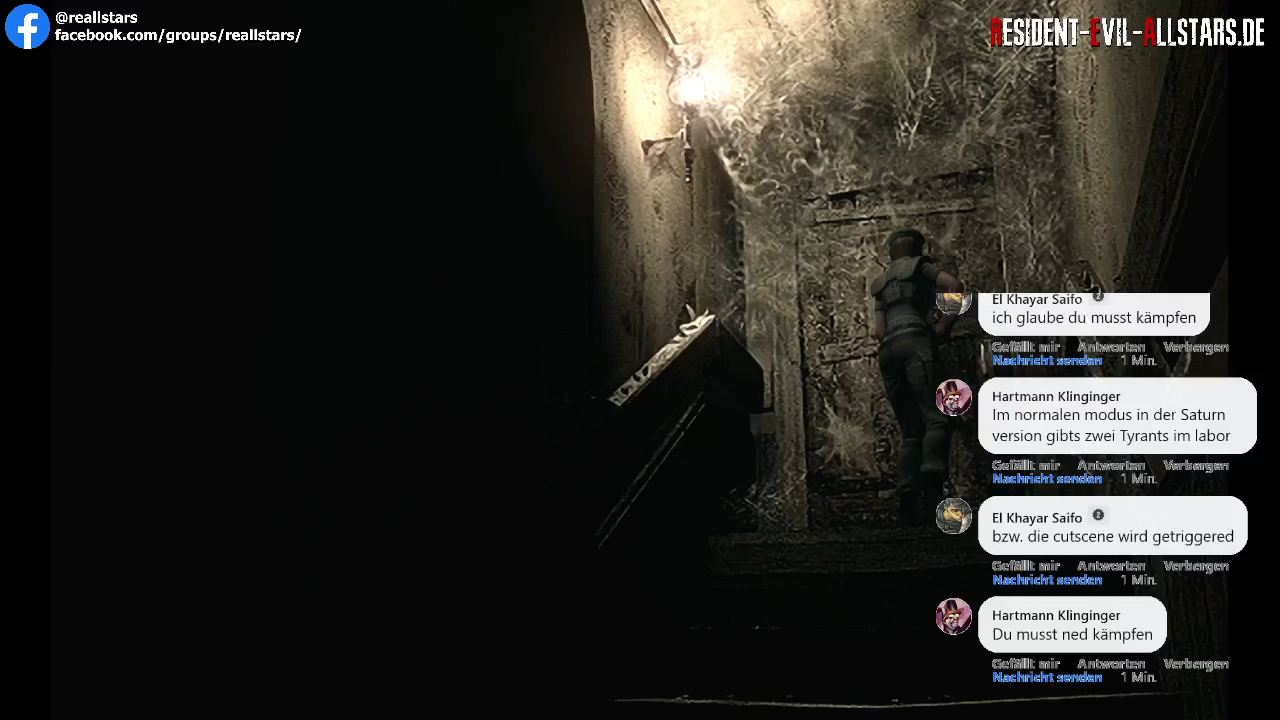 @reallstars
facebook.com/groups/reallstars/
RESIDENT-EVIL-ALLSTARS.DE
El Khayar Saifo 2
ich glaube du musst kämpfen
Gefällt mir Antworten Verbergen
Nachricht senden 1 Min.
Hartmann Klinginger
Im normalen modus in der Saturn
version gibts zwei Tyrants im labor
Gefällt mir Antworten Verbergen
Nachricht senden 1 Min.
El Khayar Saifo 2
bzw. die cutscene wird getriggered
Gefällt mir Antworten Verbergen
Nachricht senden 1 Min.
Hartmann Klinginger
Du musst ned kämpfen
Gefällt mir Antworten Verbergen
Nachricht senden 1 Min.